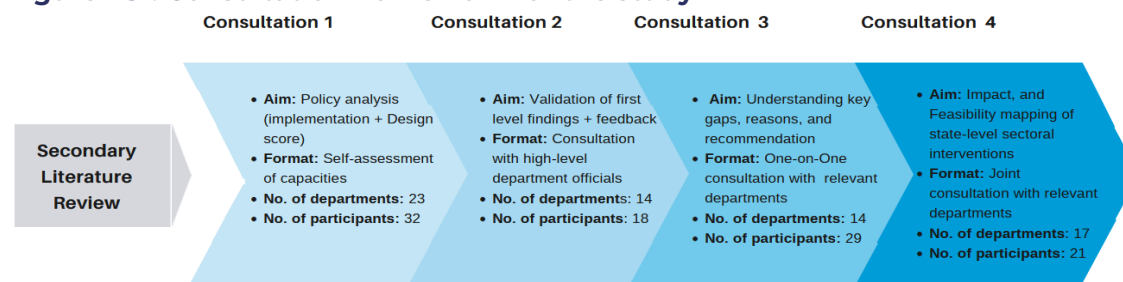 Consultation 1
Consultation 2
Consultation 3
Consultation 4
Secondary
Literature
Review
• Aim: Policy analysis
(implementation + Design
score)
• Format: Self-assessment
of capacities
• No. of departments: 23
• No. of participants: 32
• Aim: Validation of first
level findings + feedback
• Format: Consultation
with high-level
department officials
• No. of departments: 14
• No. of participants: 18
• Aim: Understanding key
gaps, reasons, and
recommendation
• Format: One-on-One
consultation with relevant
departments
• No. of departments: 14
• No. of participants: 29
• Aim: Impact, and
Feasibility mapping of
state-level sectoral
interventions
• Format: Joint
consultation with relevant
departments
• No. of departments: 17
• No. of participants: 21